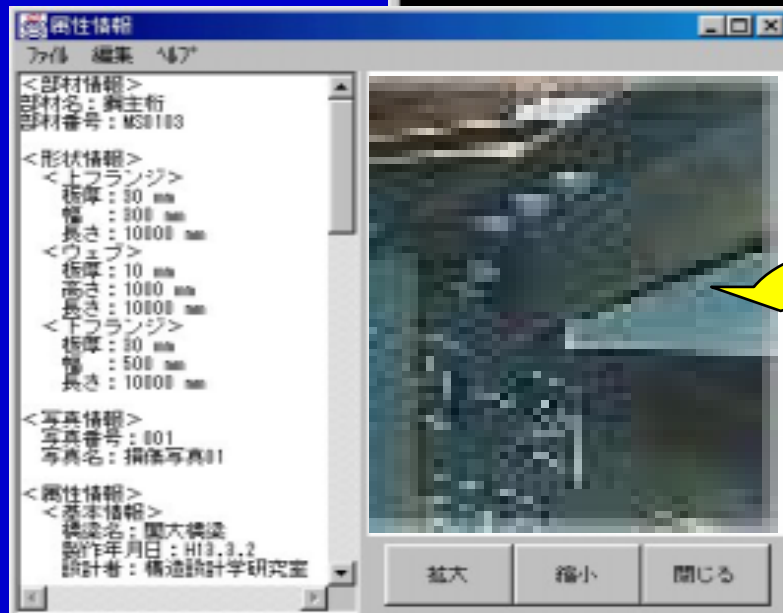 属性情報
ファイル 編集 ヘルプ
<部材情報>
部材名：鋼主桁
部材番号：MS0103
<形状情報>
<上フランジ>
板厚：30 mm
幅　：300 mm
長さ：10000 mm
<ウェブ>
板厚：10 mm
高さ：1000 mm
長さ：10000 mm
<下フランジ>
板厚：30 mm
幅　：500 mm
長さ：10000 mm
<写真情報>
写真番号：001
写真名：損傷写真01
<属性情報>
<基本情報>
橋梁名：関大橋梁
製作年月日：H13.3.2
設計者：構造設計学研究室
拡大 縮小 閉じる